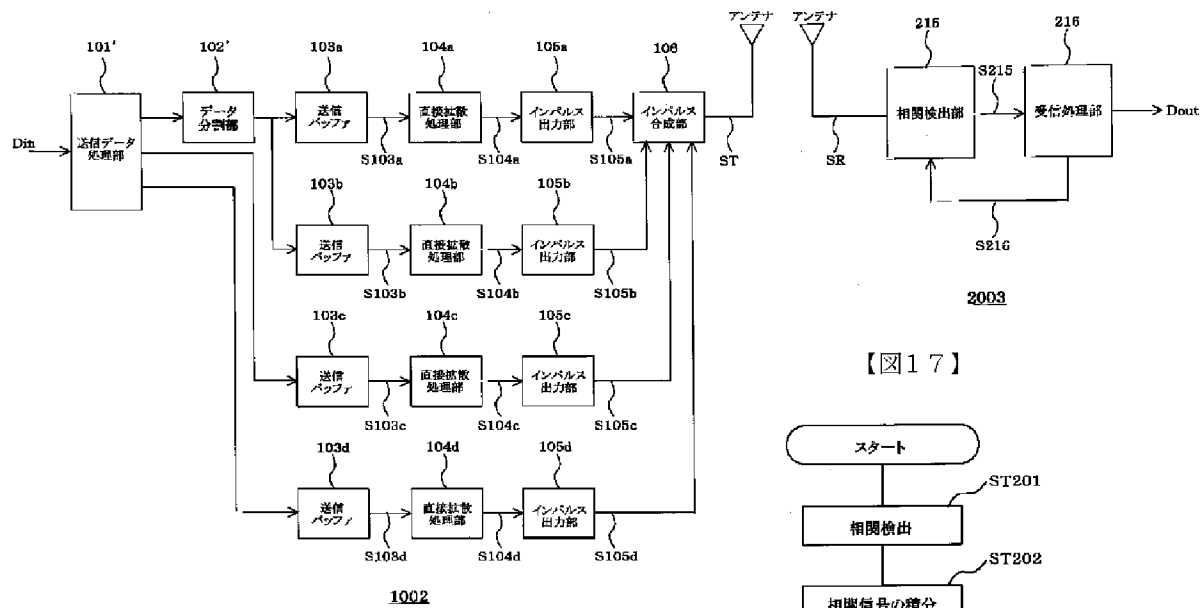 アンテナ
アンテナ
101'
102'
103a
104a
105a
106
215
216
Din
送信データ
処理部
データ
分割部
送信
バッファ
直接拡散
処理部
インパルス
出力部
インパルス
合成部
S103a
S104a
S105a
ST
SR
相関検出部
S215
受信処理部
Dout
S216
2003
103b
104b
105b
送信
バッファ
直接拡散
処理部
インパルス
出力部
S103b
S104b
S105b
103c
104c
105c
送信
バッファ
直接拡散
処理部
インパルス
出力部
S103c
S104c
S105c
103d
104d
105d
送信
バッファ
直接拡散
処理部
インパルス
出力部
S103d
S104d
S105d
1002
【図17】
スタート
ST201
相関検出
ST202
相関信号の積分